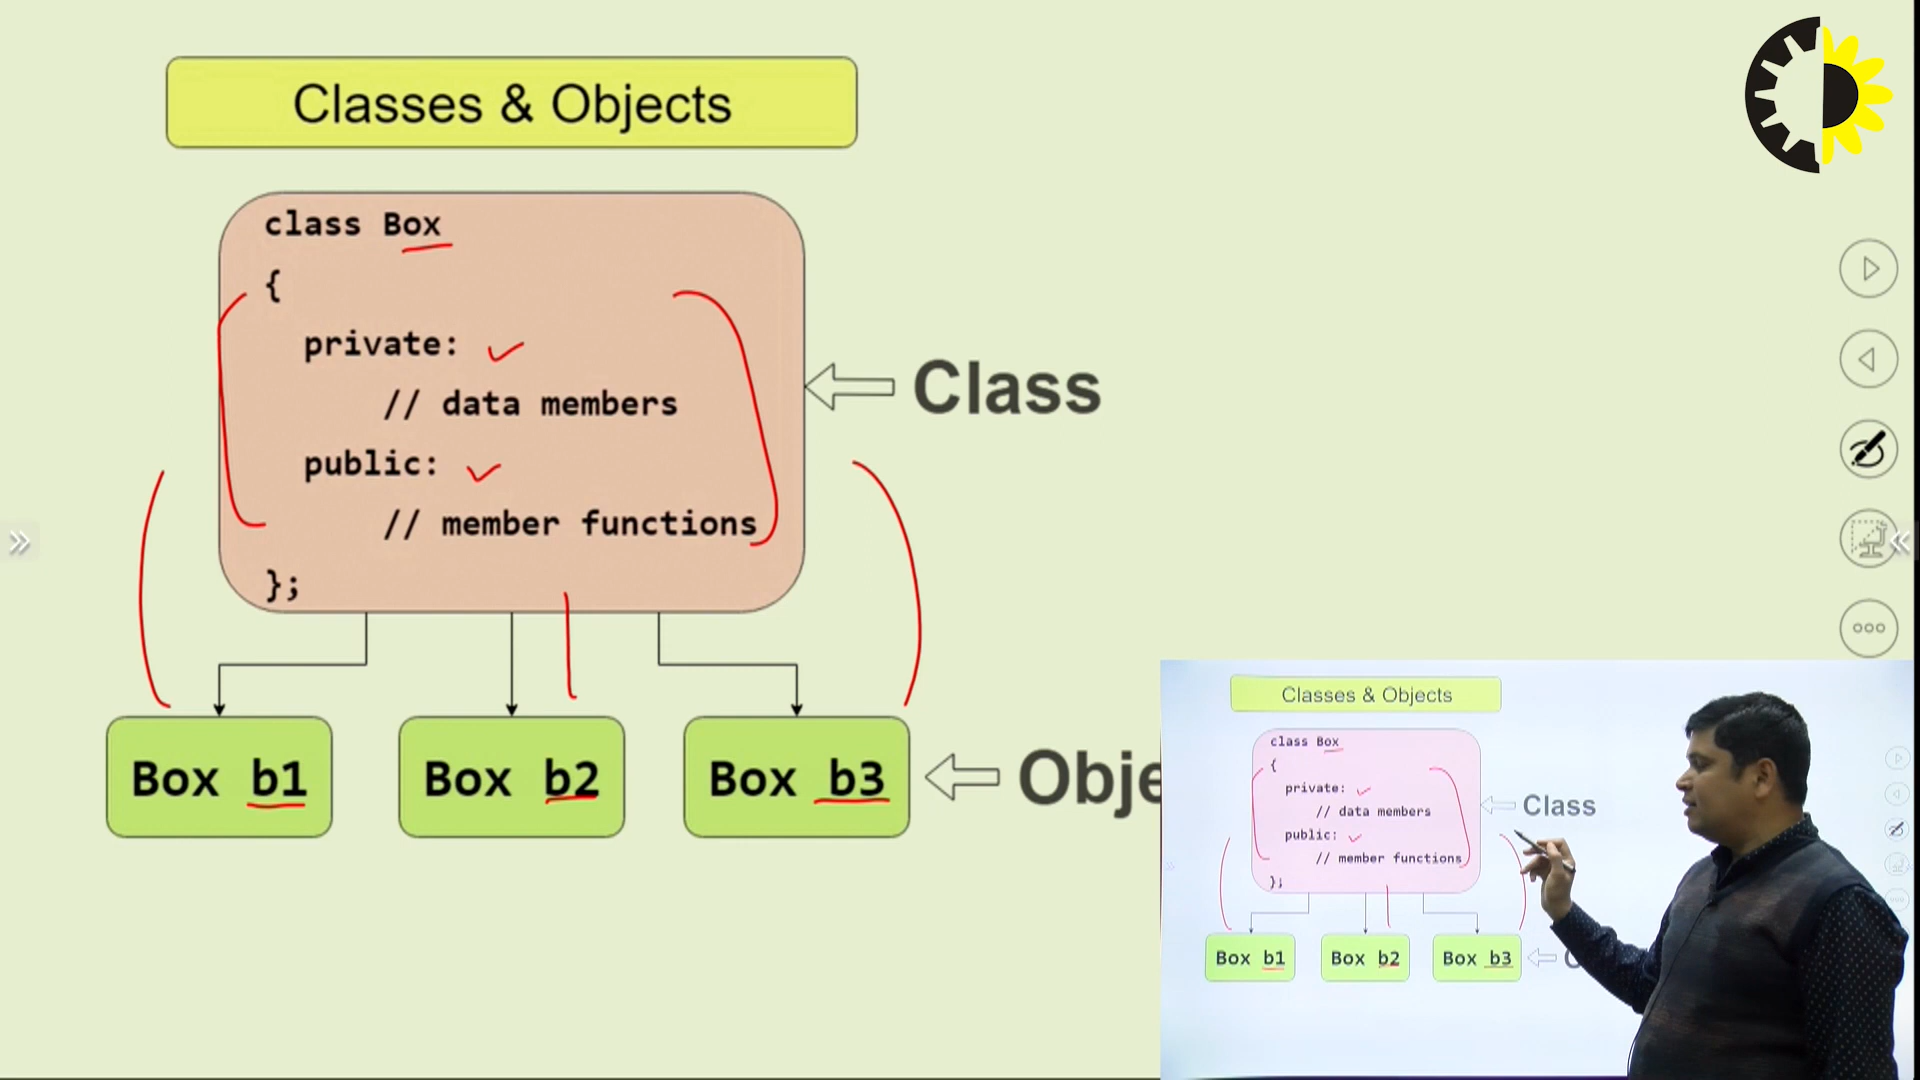 Classes & Objects
class Box
{
private:
// data members
public:
// member functions
};
Class
Box b1
Box b2
Box b3
Classes & Objects
class Box
{
private:
// data members
public:
// member functions
};
Class
Box b1
Box b2
Box b3